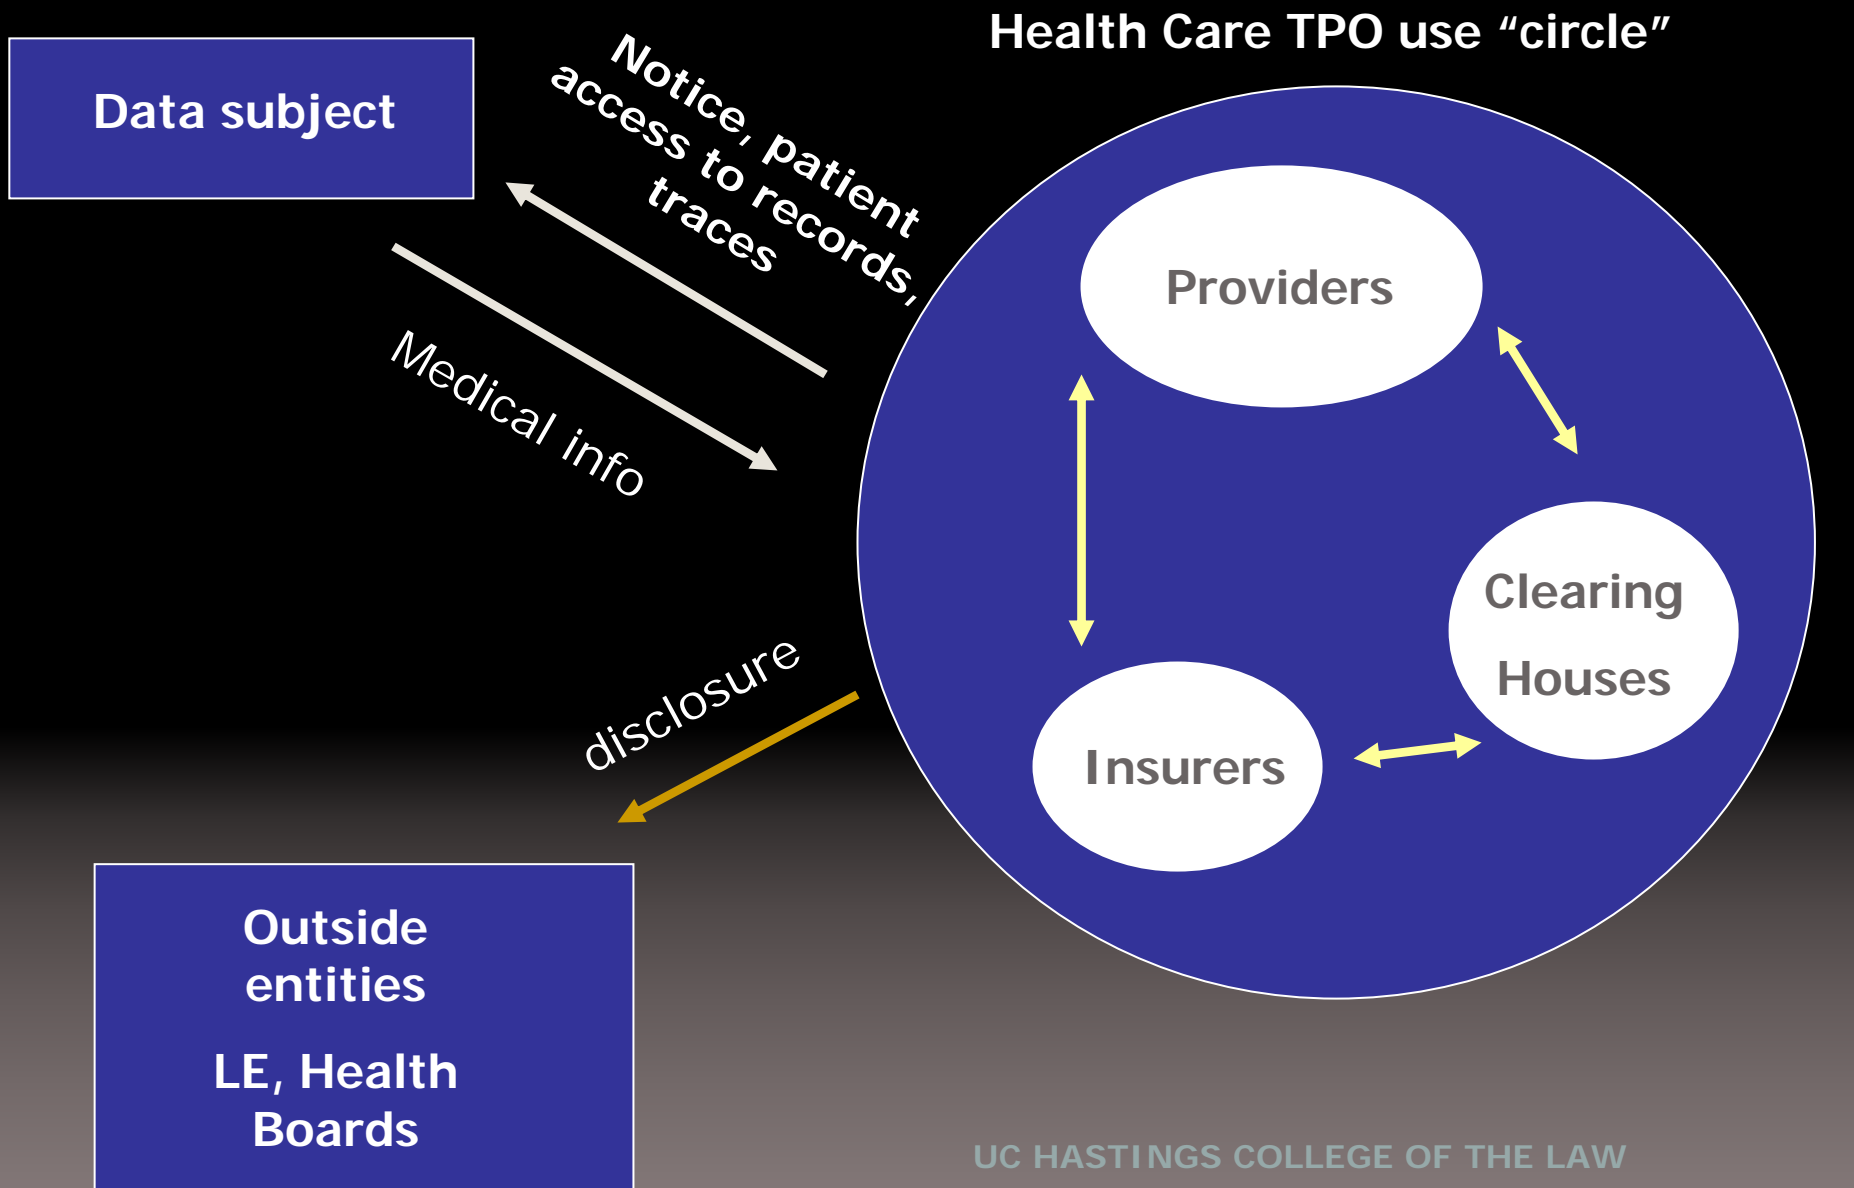 Health Care TPO use “circle”
Data subject
Notice, patient
access to records,
traces
Medical info
Providers
Clearing
Houses
Insurers
disclosure
Outside
entities
LE, Health
Boards
UC HASTINGS COLLEGE OF THE LAW